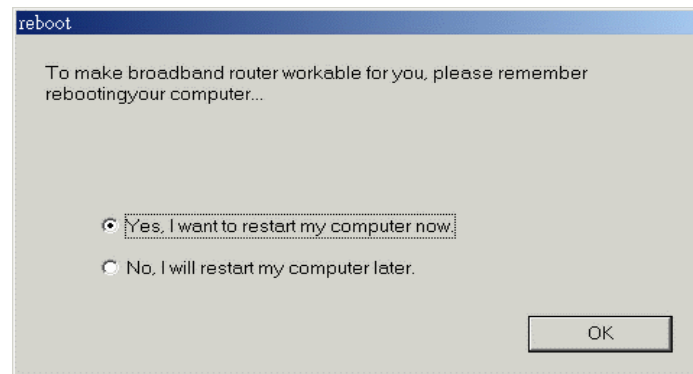 reboot
To make broadband router workable for you, please remember
rebootingyour computer...
Yes, I want to restart my computer now.
No, I will restart my computer later.
OK